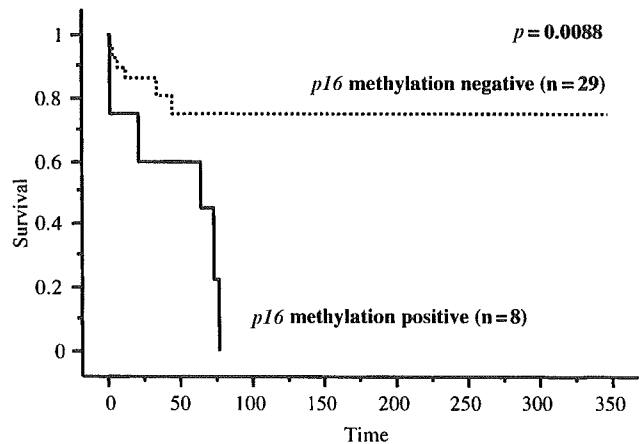 p = 0.0088
p16 methylation negative (n = 29)
p16 methylation positive (n = 8)
Survival
1
0.8
0.6
0.4
0.2
0
0 50 100 150 200 250 300 350
Time